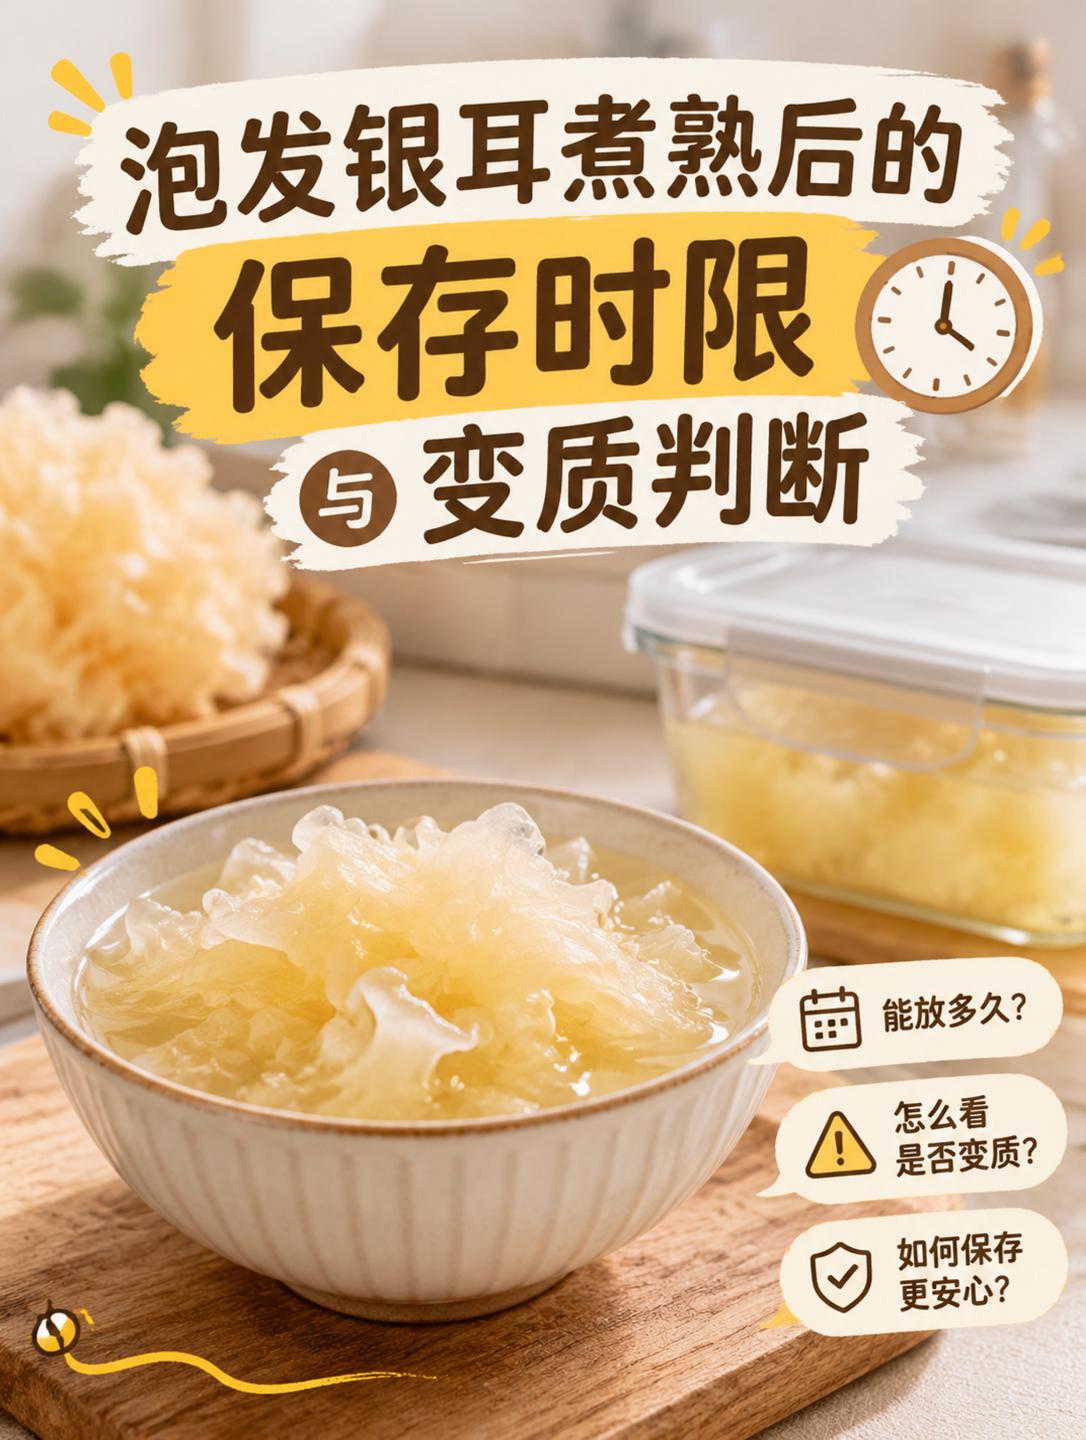 泡发银耳煮熟后的
保存时限
与 变质判断
能放多久?
怎么看
是否变质?
如何保存
更安心?